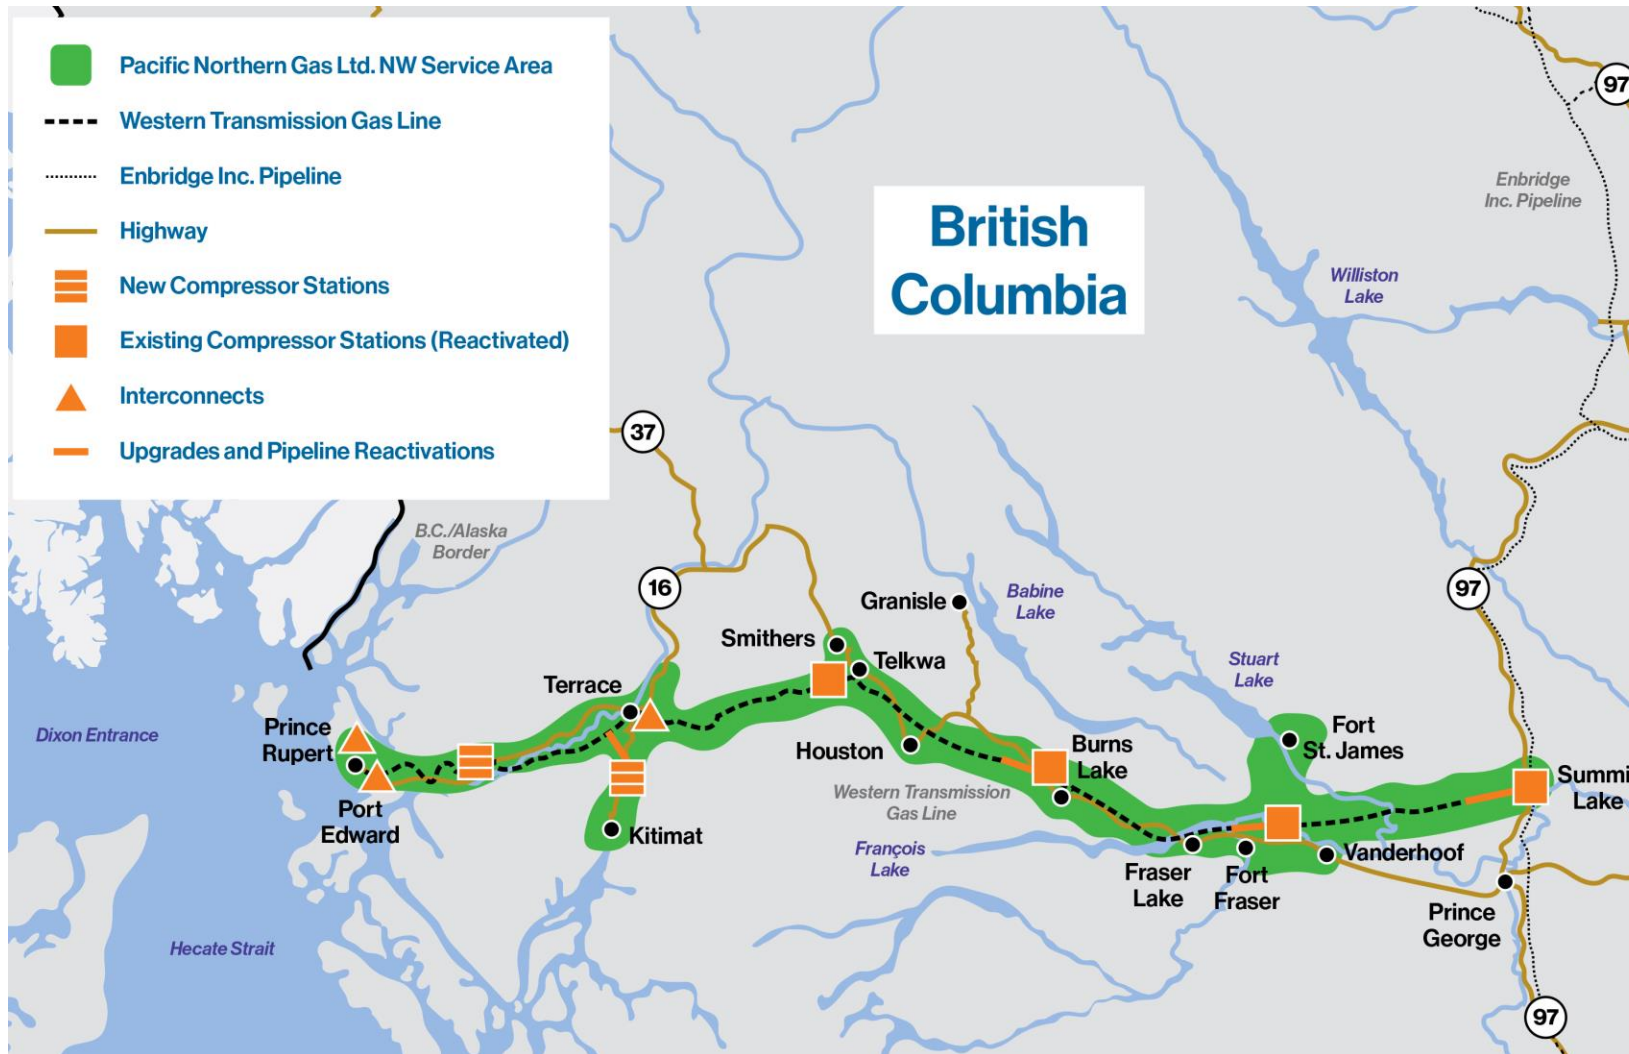 Pacific Northern Gas Ltd. NW Service Area
Western Transmission Gas Line
Enbridge Inc. Pipeline
Highway
New Compressor Stations
Existing Compressor Stations (Reactivated)
Interconnects
Upgrades and Pipeline Reactivations
British
Columbia
97
Enbridge
Inc. Pipeline
Williston
Lake
37
B.C./Alaska
Border
16
97
Granisle
Babine
Lake
Smithers
Telkwa
Stuart
Lake
Terrace
Dixon Entrance
Prince
Rupert
Houston
Burns
Lake
Fort
St. James
Summi
Lake
Western Transmission
Gas Line
Port
Edward
Kitimat
François
Lake
Fraser
Lake
Fort
Fraser
Vanderhoof
Prince
George
Hecate Strait
97